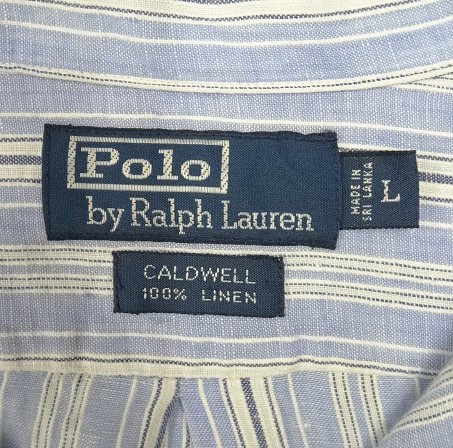 Polo
by Ralph Lauren
MADE IN
SRI LANKA
L
CALDWELL
100% LINEN